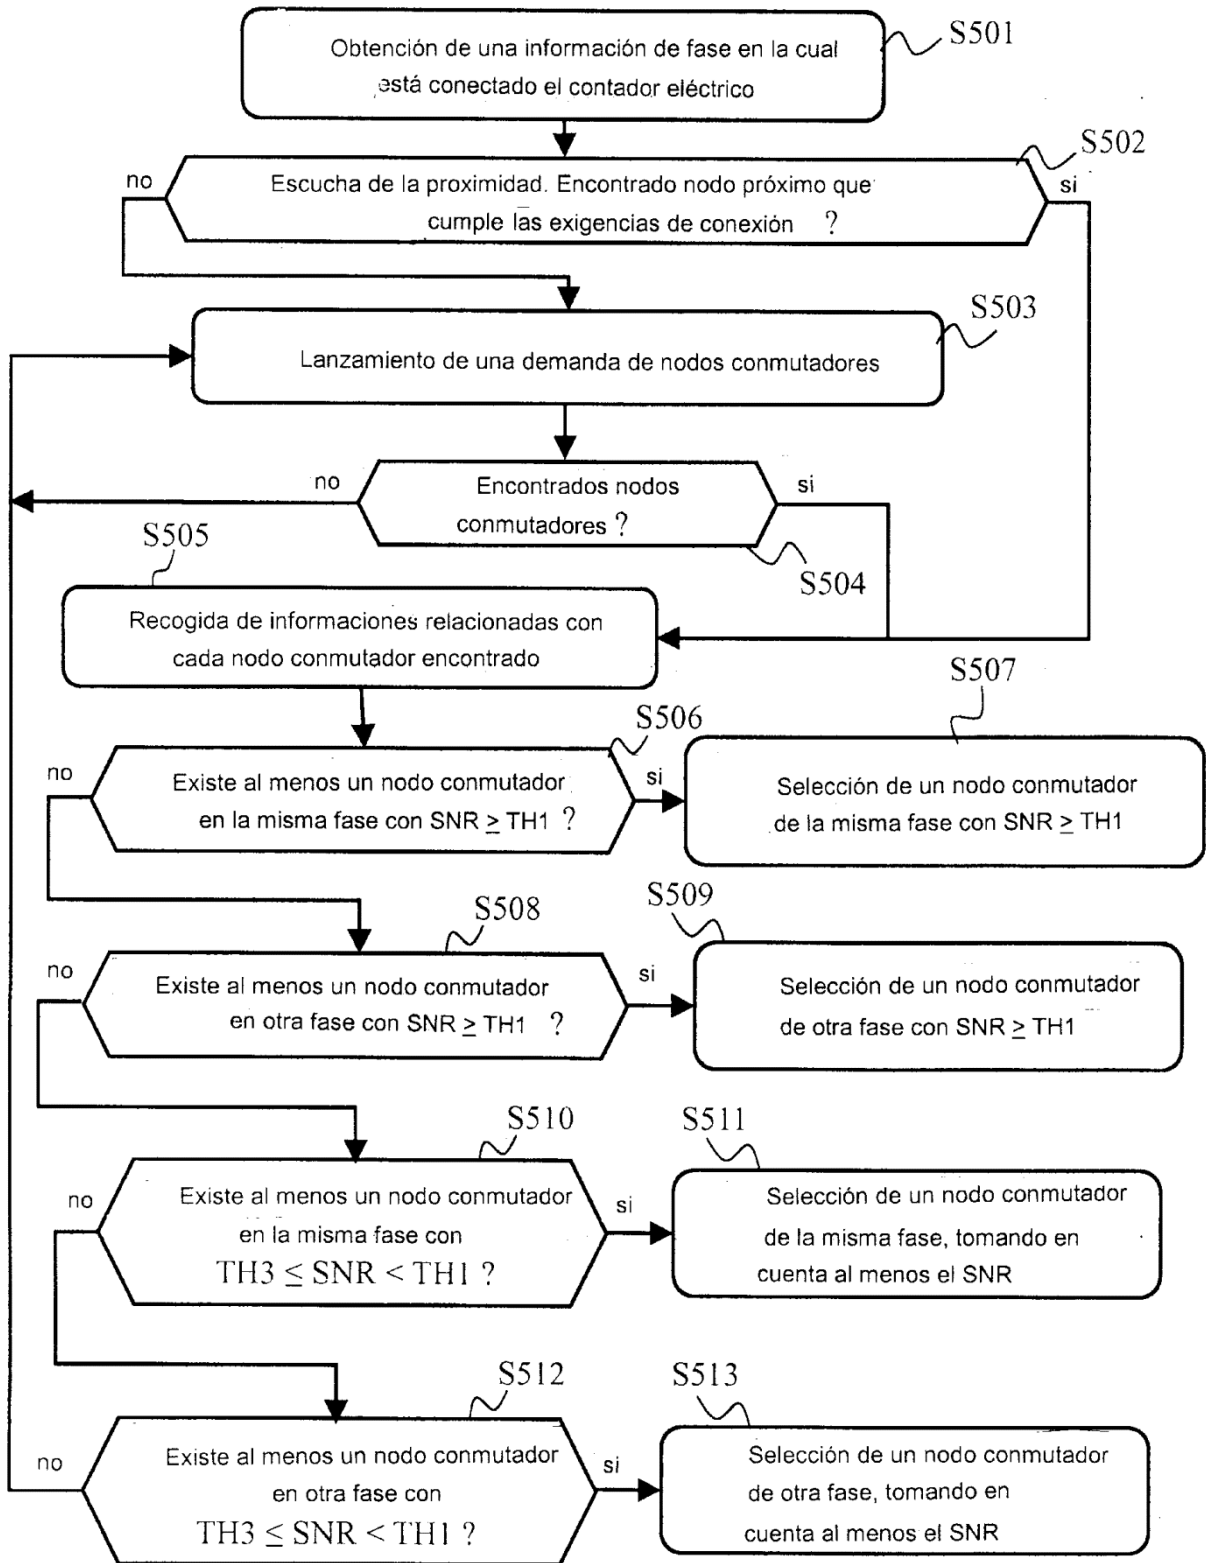 Obtención de una información de fase en la cual
está conectado el contador eléctrico
S501
S502
no
Escucha de la proximidad. Encontrado nodo próximo que
cumple las exigencias de conexión ?
si
S503
Lanzamiento de una demanda de nodos conmutadores
no
Encontrados nodos
conmutadores ?
si
S504
S505
Recogida de informaciones relacionadas con
cada nodo conmutador encontrado
S506
S507
no
Existe al menos un nodo conmutador
en la misma fase con SNR ≥ TH1 ?
si
Selección de un nodo conmutador
de la misma fase con SNR ≥ TH1
S508
S509
no
Existe al menos un nodo conmutador
en otra fase con SNR ≥ TH1 ?
si
Selección de un nodo conmutador
de otra fase con SNR ≥ TH1
S510
S511
no
Existe al menos un nodo conmutador
en la misma fase con
TH3 ≤ SNR < TH1 ?
si
Selección de un nodo conmutador
de la misma fase, tomando en
cuenta al menos el SNR
S512
S513
no
Existe al menos un nodo conmutador
en otra fase con
TH3 ≤ SNR < TH1 ?
si
Selección de un nodo conmutador
de otra fase, tomando en
cuenta al menos el SNR